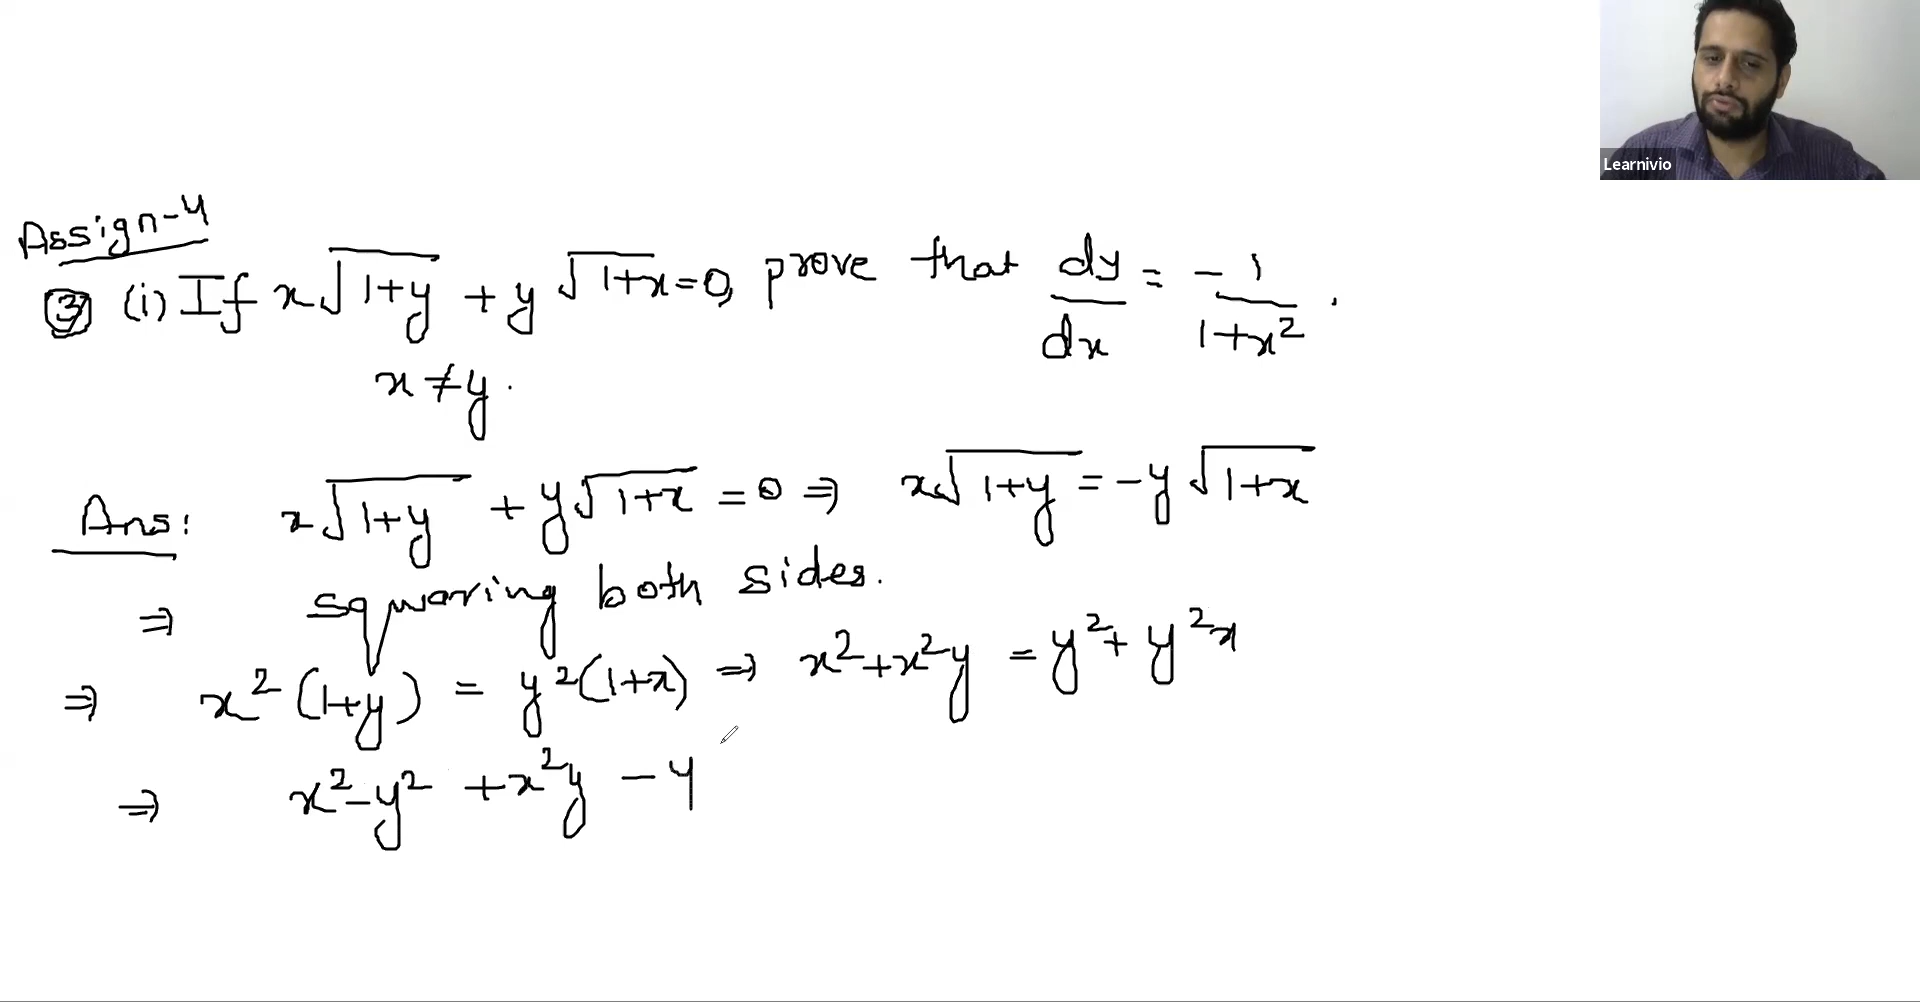 Learnivio
Assign-4
③ (i) If x√(1+y) + y√(1+x) = 0, prove that dy/dx = -1/(1+x²).
x ≠ y.
Ans: x√(1+y) + y√(1+x) = 0 ⇒ x√(1+y) = -y√(1+x)
⇒ squaring both sides.
⇒ x²(1+y) = y²(1+x) ⇒ x²+x²y = y²+y²x
⇒ x²-y²+x²y-y